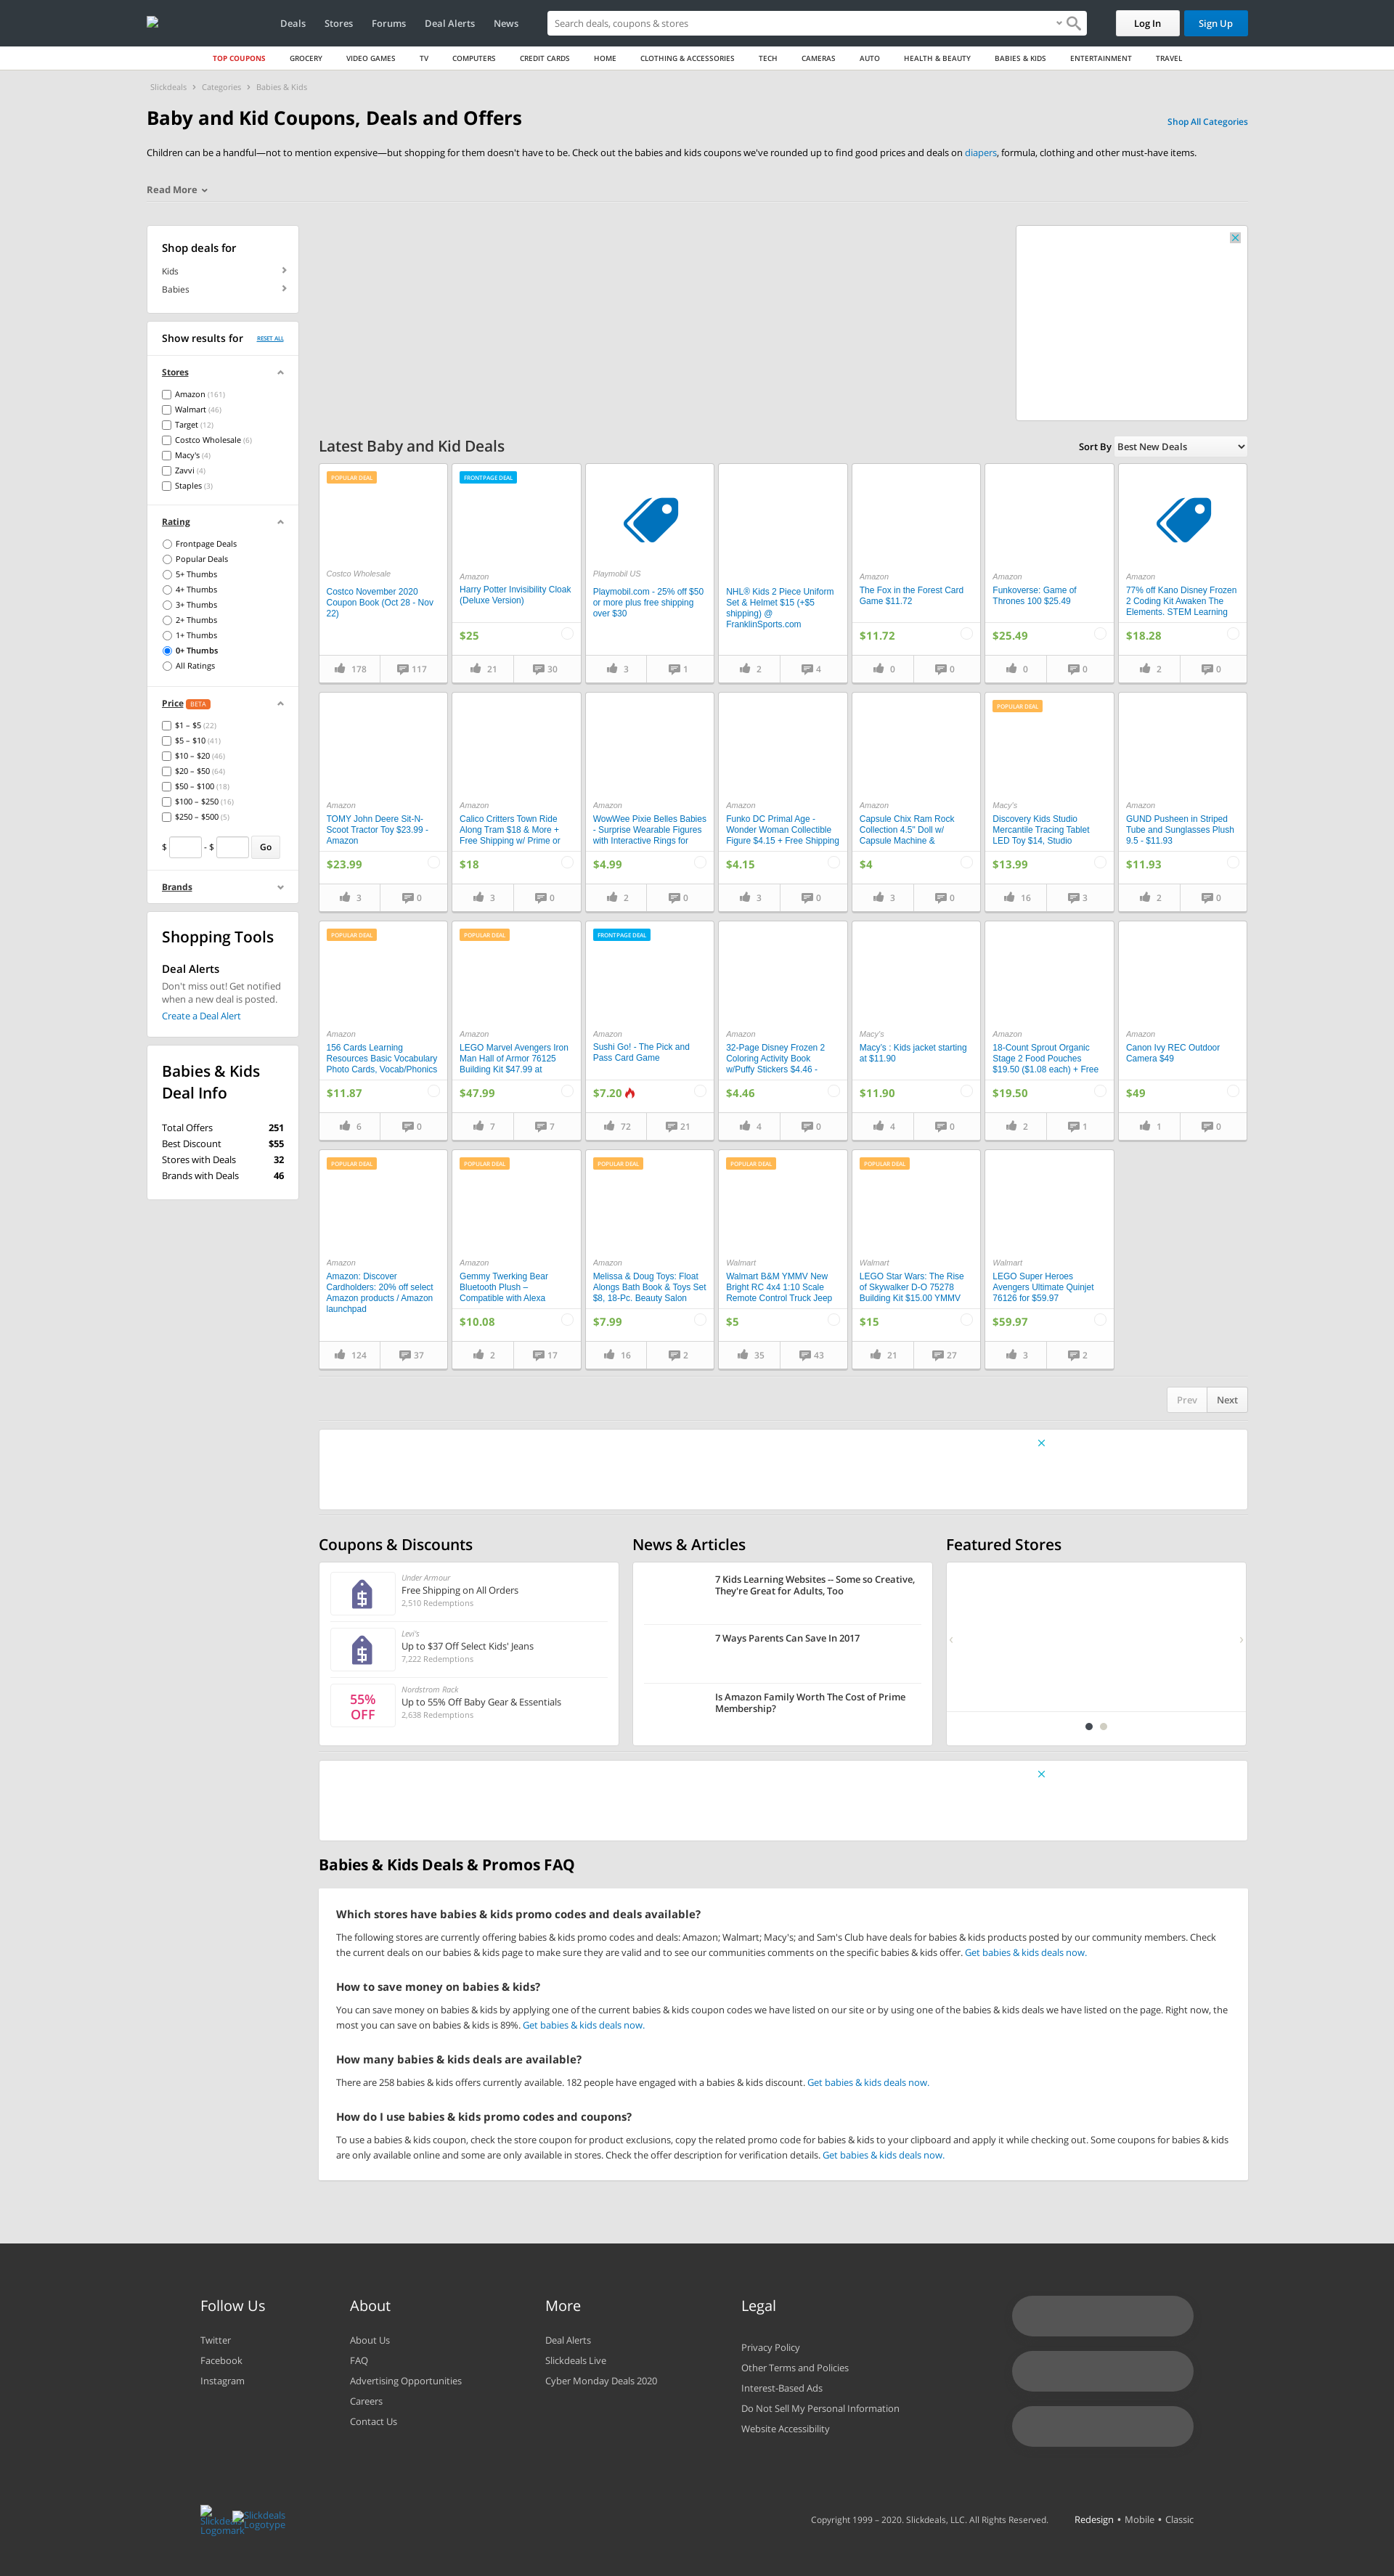 Deals
Stores
Forums
Deal Alerts
News
Search deals, coupons & stores
Log In
Sign Up
TOP COUPONS
GROCERY
VIDEO GAMES
TV
COMPUTERS
CREDIT CARDS
HOME
CLOTHING & ACCESSORIES
TECH
CAMERAS
AUTO
HEALTH & BEAUTY
BABIES & KIDS
ENTERTAINMENT
TRAVEL
Slickdeals › Categories › Babies & Kids
Baby and Kid Coupons, Deals and Offers
Shop All Categories
Children can be a handful—not to mention expensive—but shopping for them doesn't have to be. Check out the babies and kids coupons we've rounded up to find good prices and deals on diapers, formula, clothing and other must-have items.
Read More
Shop deals for
Kids
Babies
Show results for
RESET ALL
Stores
Amazon (161)
Walmart (46)
Target (12)
Costco Wholesale (6)
Macy's (4)
Zavvi (4)
Staples (3)
Rating
Frontpage Deals
Popular Deals
5+ Thumbs
4+ Thumbs
3+ Thumbs
2+ Thumbs
1+ Thumbs
0+ Thumbs
All Ratings
Price BETA
$1 – $5 (22)
$5 – $10 (41)
$10 – $20 (46)
$20 – $50 (64)
$50 – $100 (18)
$100 – $250 (16)
$250 – $500 (5)
$ - $ Go
Brands
Shopping Tools
Deal Alerts
Don't miss out! Get notified
when a new deal is posted.
Create a Deal Alert
Babies & Kids
Deal Info
Total Offers 251
Best Discount $55
Stores with Deals 32
Brands with Deals 46
Latest Baby and Kid Deals
Sort By Best New Deals
POPULAR DEAL
Costco Wholesale
Costco November 2020
Coupon Book (Oct 28 - Nov
22)
178 117
FRONTPAGE DEAL
Amazon
Harry Potter Invisibility Cloak
(Deluxe Version)
$25
21 30
Playmobil US
Playmobil.com - 25% off $50
or more plus free shipping
over $30
3 1
NHL® Kids 2 Piece Uniform
Set & Helmet $15 (+$5
shipping) @
FranklinSports.com
2 4
Amazon
The Fox in the Forest Card
Game $11.72
$11.72
0 0
Amazon
Funkoverse: Game of
Thrones 100 $25.49
$25.49
0 0
Amazon
77% off Kano Disney Frozen
2 Coding Kit Awaken The
Elements. STEM Learning
$18.28
2 0
Amazon
TOMY John Deere Sit-N-
Scoot Tractor Toy $23.99 -
Amazon
$23.99
3 0
Amazon
Calico Critters Town Ride
Along Tram $18 & More +
Free Shipping w/ Prime or
$18
3 0
Amazon
WowWee Pixie Belles Babies
- Surprise Wearable Figures
with Interactive Rings for
$4.99
2 0
Amazon
Funko DC Primal Age -
Wonder Woman Collectible
Figure $4.15 + Free Shipping
$4.15
3 0
Amazon
Capsule Chix Ram Rock
Collection 4.5" Doll w/
Capsule Machine &
$4
3 0
POPULAR DEAL
Macy's
Discovery Kids Studio
Mercantile Tracing Tablet
LED Toy $14, Studio
$13.99
16 3
Amazon
GUND Pusheen in Striped
Tube and Sunglasses Plush
9.5 - $11.93
$11.93
2 0
POPULAR DEAL
Amazon
156 Cards Learning
Resources Basic Vocabulary
Photo Cards, Vocab/Phonics
$11.87
6 0
POPULAR DEAL
Amazon
LEGO Marvel Avengers Iron
Man Hall of Armor 76125
Building Kit $47.99 at
$47.99
7 7
FRONTPAGE DEAL
Amazon
Sushi Go! - The Pick and
Pass Card Game
$7.20
72 21
Amazon
32-Page Disney Frozen 2
Coloring Activity Book
w/Puffy Stickers $4.46 -
$4.46
4 0
Macy's
Macy's : Kids jacket starting
at $11.90
$11.90
4 0
Amazon
18-Count Sprout Organic
Stage 2 Food Pouches
$19.50 ($1.08 each) + Free
$19.50
2 1
Amazon
Canon Ivy REC Outdoor
Camera $49
$49
1 0
POPULAR DEAL
Amazon
Amazon: Discover
Cardholders: 20% off select
Amazon products / Amazon
launchpad
124 37
POPULAR DEAL
Amazon
Gemmy Twerking Bear
Bluetooth Plush –
Compatible with Alexa
$10.08
2 17
POPULAR DEAL
Amazon
Melissa & Doug Toys: Float
Alongs Bath Book & Toys Set
$8, 18-Pc. Beauty Salon
$7.99
16 2
POPULAR DEAL
Walmart
Walmart B&M YMMV New
Bright RC 4x4 1:10 Scale
Remote Control Truck Jeep
$5
35 43
POPULAR DEAL
Walmart
LEGO Star Wars: The Rise
of Skywalker D-O 75278
Building Kit $15.00 YMMV
$15
21 27
Walmart
LEGO Super Heroes
Avengers Ultimate Quinjet
76126 for $59.97
$59.97
3 2
Prev
Next
Coupons & Discounts
Under Armour
Free Shipping on All Orders
2,510 Redemptions
Levi's
Up to $37 Off Select Kids' Jeans
7,222 Redemptions
55%
OFF
Nordstrom Rack
Up to 55% Off Baby Gear & Essentials
2,638 Redemptions
News & Articles
7 Kids Learning Websites -- Some so Creative,
They're Great for Adults, Too
7 Ways Parents Can Save In 2017
Is Amazon Family Worth The Cost of Prime
Membership?
Featured Stores
Babies & Kids Deals & Promos FAQ
Which stores have babies & kids promo codes and deals available?
The following stores are currently offering babies & kids promo codes and deals: Amazon; Walmart; Macy's; and Sam's Club have deals for babies & kids products posted by our community members. Check
the current deals on our babies & kids page to make sure they are valid and to see our communities comments on the specific babies & kids offer. Get babies & kids deals now.
How to save money on babies & kids?
You can save money on babies & kids by applying one of the current babies & kids coupon codes we have listed on our site or by using one of the babies & kids deals we have listed on the page. Right now, the
most you can save on babies & kids is 89%. Get babies & kids deals now.
How many babies & kids deals are available?
There are 258 babies & kids offers currently available. 182 people have engaged with a babies & kids discount. Get babies & kids deals now.
How do I use babies & kids promo codes and coupons?
To use a babies & kids coupon, check the store coupon for product exclusions, copy the related promo code for babies & kids to your clipboard and apply it while checking out. Some coupons for babies & kids
are only available online and some are only available in stores. Check the offer description for verification details. Get babies & kids deals now.
Follow Us
Twitter
Facebook
Instagram
About
About Us
FAQ
Advertising Opportunities
Careers
Contact Us
More
Deal Alerts
Slickdeals Live
Cyber Monday Deals 2020
Legal
Privacy Policy
Other Terms and Policies
Interest-Based Ads
Do Not Sell My Personal Information
Website Accessibility
Slickdeals
Logomark
Slickdeals
Logotype
Copyright 1999 – 2020. Slickdeals, LLC. All Rights Reserved.
Redesign • Mobile • Classic